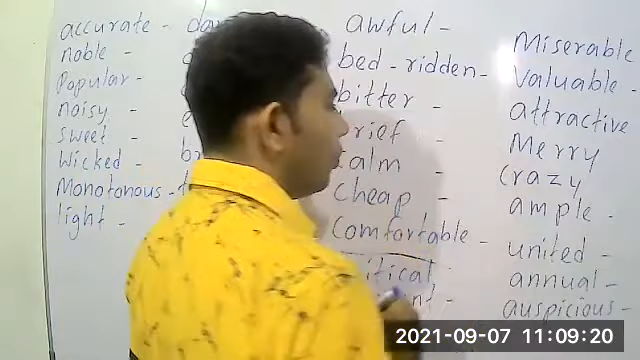 accurate -
noble -
Popular -
noisy -
sweet -
Wicked -
Monotonous -
light -
awful -
bed-ridden -
bitter -
-
calm -
cheap -
Comfortable -
-
-
Miserable
Valuable -
attractive
Merry
Crazy
ample -
united -
annual -
auspicious -
2021-09-07 11:09:20